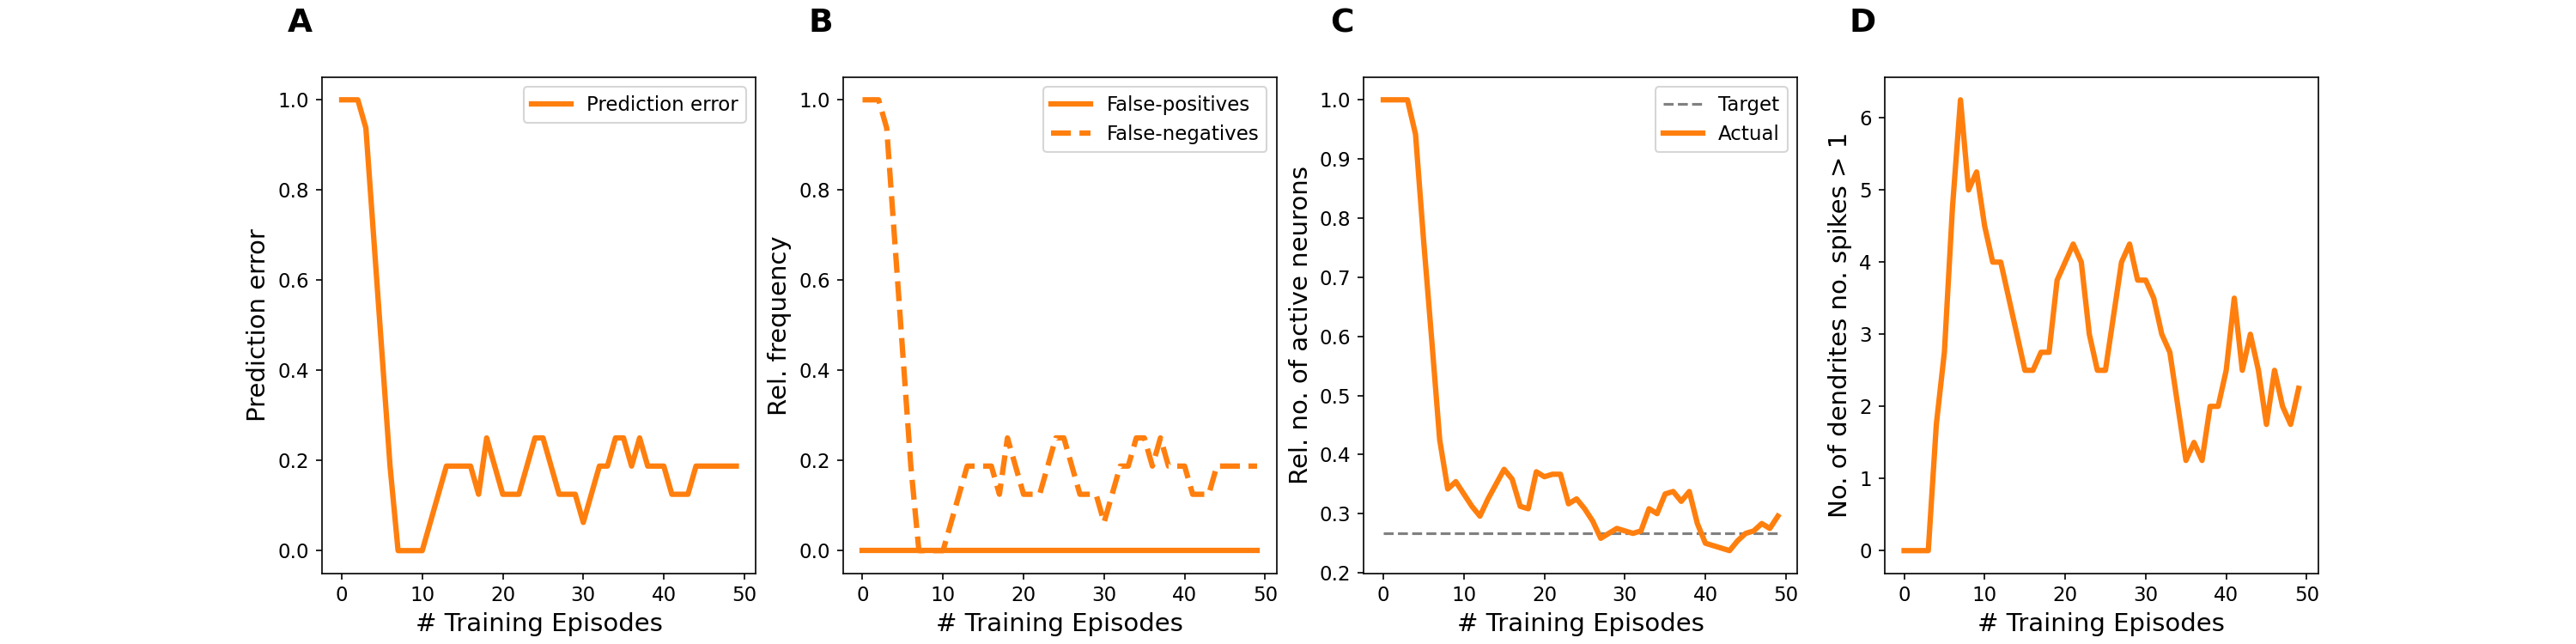 A
Prediction error
1.0
0.8
0.6
0.4
0.2
0.0
0 10 20 30 40 50
# Training Episodes
Prediction error
B
False-positives
False-negatives
1.0
0.8
0.6
0.4
0.2
0.0
0 10 20 30 40 50
# Training Episodes
Rel. frequency
C
Target
Actual
1.0
0.9
0.8
0.7
0.6
0.5
0.4
0.3
0.2
0 10 20 30 40 50
# Training Episodes
Rel. no. of active neurons
D
6
5
4
3
2
1
0
0 10 20 30 40 50
# Training Episodes
No. of dendrites no. spikes > 1